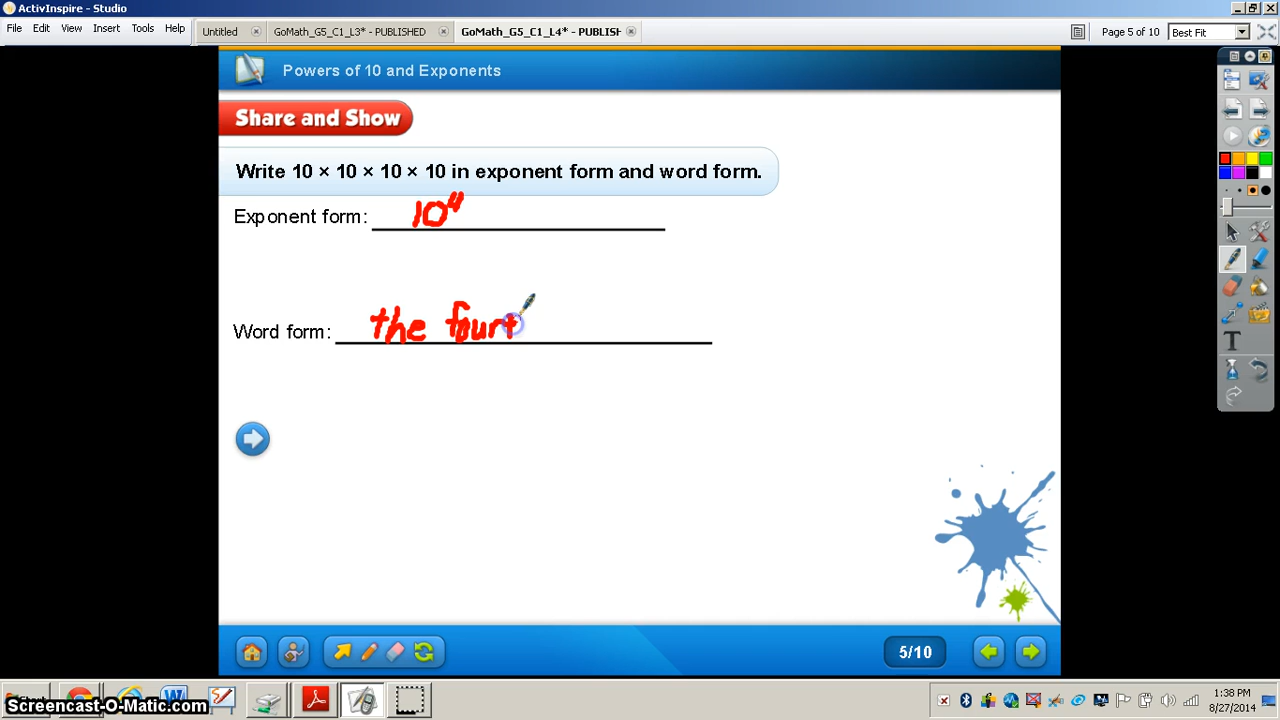 ActivInspire - Studio
File Edit View Insert Tools Help
Untitled GoMath_G5_C1_L3* - PUBLISHED GoMath_G5_C1_L4* - PUBLISH Page 5 of 10 Best Fit
Powers of 10 and Exponents
Share and Show
Write 10 × 10 × 10 × 10 in exponent form and word form.
Exponent form: 10⁴
Word form: the fourt
5/10
1:38 PM
8/27/2014
Screencast-O-Matic.com